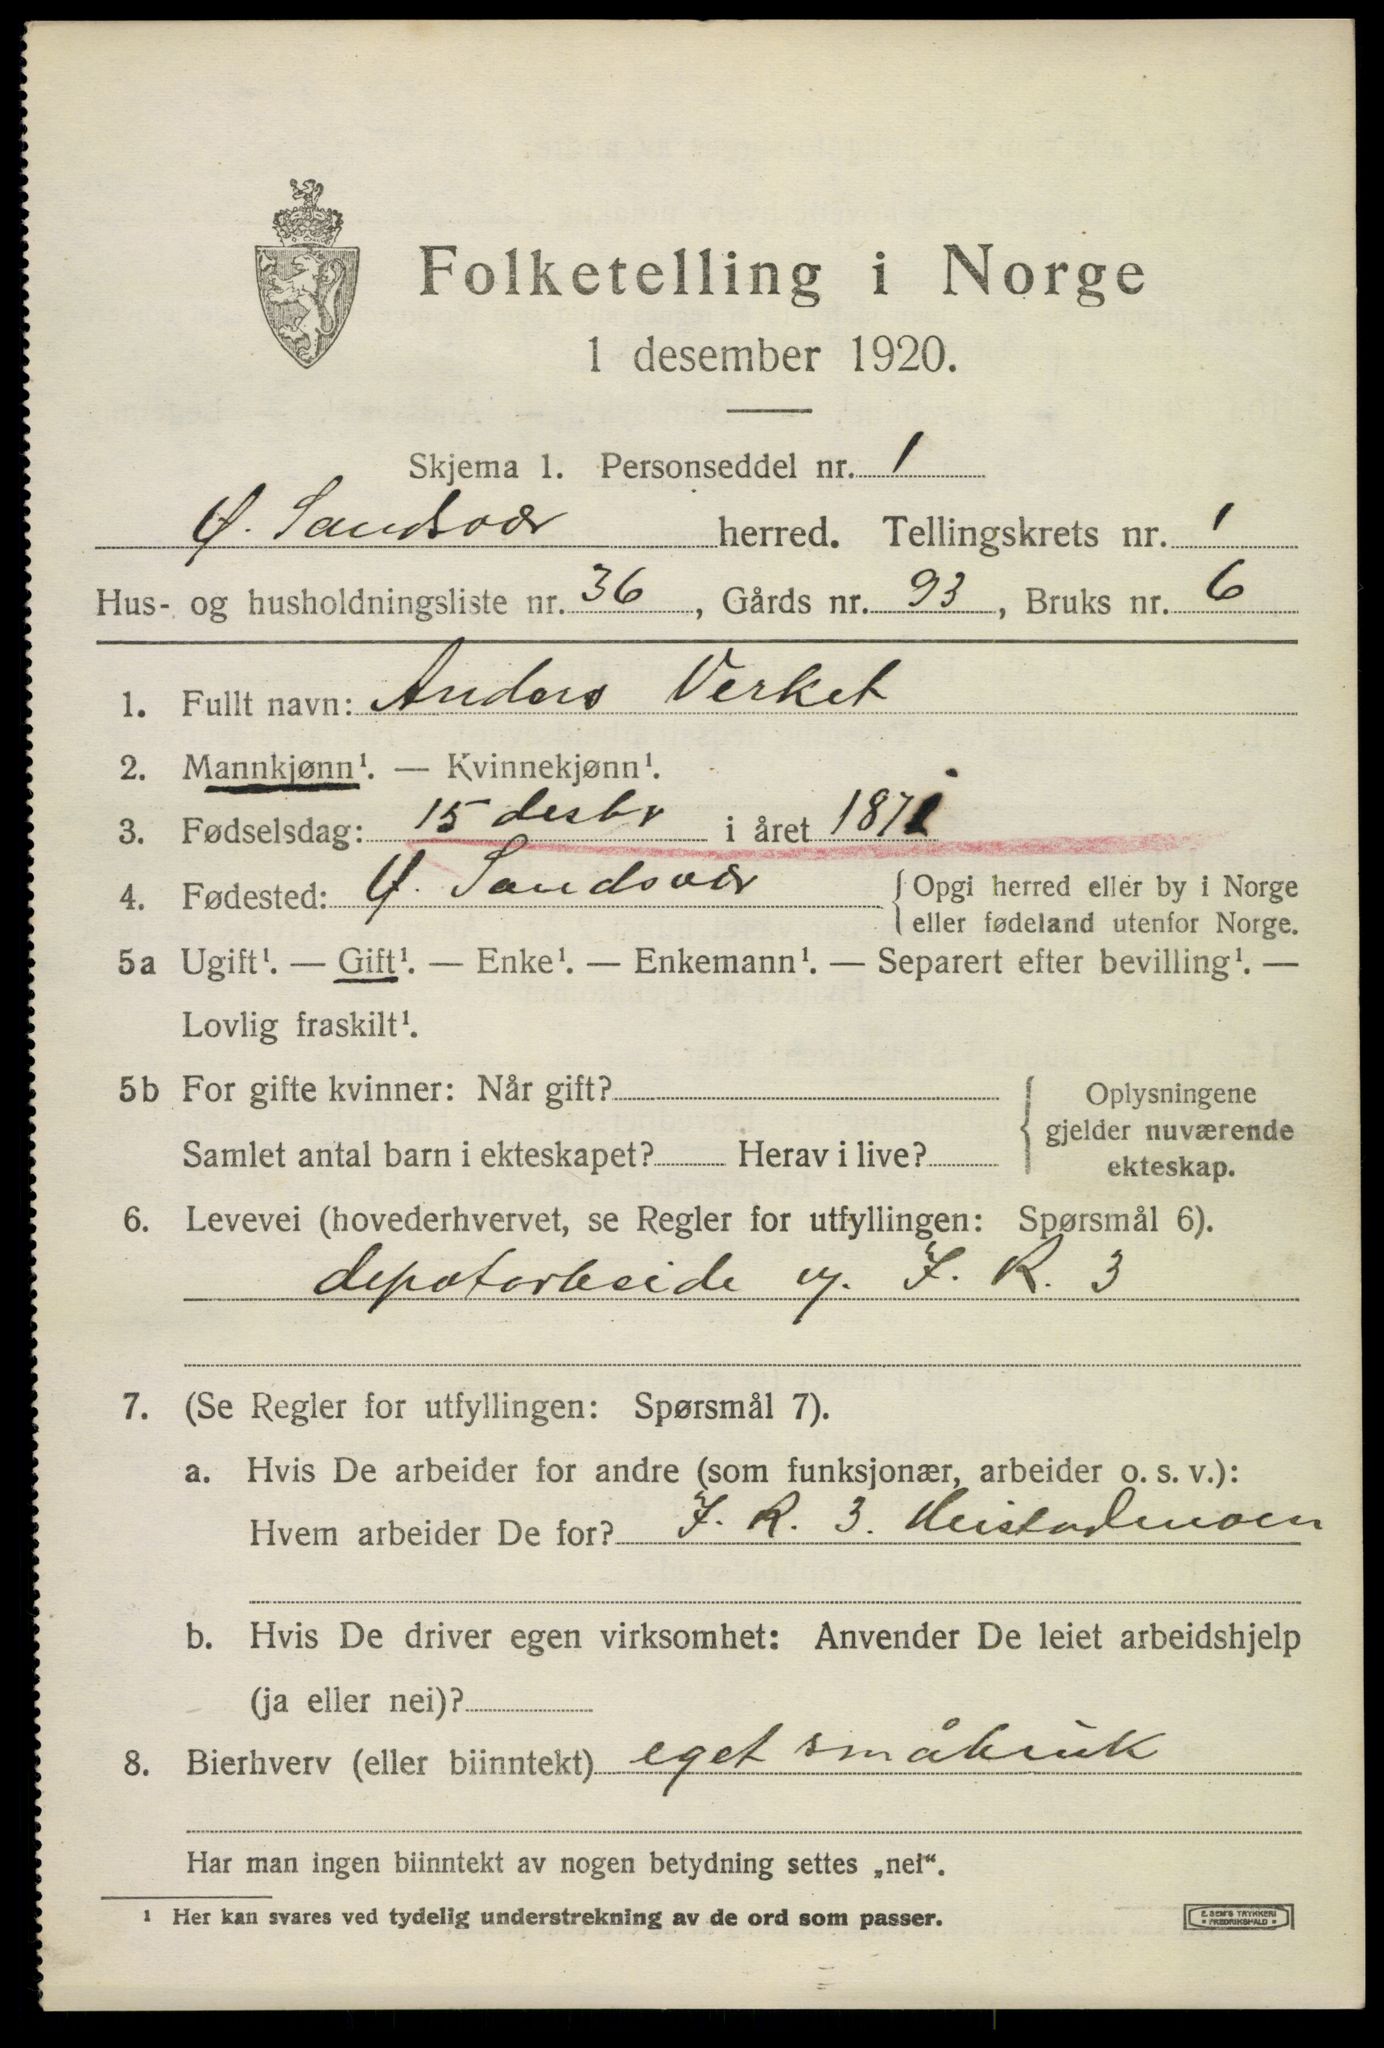 Folketelling i Norge
1 desember 1920.
Skjema 1. Personseddel nr. 1
Ø. Sandsvær herred. Tellingskrets nr. 1
Hus- og husholdningsliste nr. 36, Gårds nr. 93, Bruks nr. 6
1. Fullt navn: Anders Verket
2. Mannkjønn¹. — Kvinnekjønn¹.
3. Fødselsdag: 15 desbr i året 1871
4. Fødested: Ø. Sandsvær {Opgi herred eller by i Norge
eller fødeland utenfor Norge.
5a Ugift¹. — Gift¹. — Enke¹. — Enkemann¹. — Separert efter bevilling¹. —
Lovlig fraskilt¹.
5b For gifte kvinner: Når gift? { Oplysningene
gjelder nuværende
Samlet antal barn i ekteskapet? Herav i live?
ekteskap.
6. Levevei (hovederhvervet, se Regler for utfyllingen: Spørsmål 6).
depotarbeide v. I. R. 3
7. (Se Regler for utfyllingen: Spørsmål 7).
a. Hvis De arbeider for andre (som funksjonær, arbeider o. s. v.):
Hvem arbeider De for? I. R. 3. Heistadmoen
b. Hvis De driver egen virksomhet: Anvender De leiet arbeidshjelp
(ja eller nei)?
8. Bierhverv (eller biinntekt) eget småbruk
Har man ingen biinntekt av nogen betydning settes „nei“.
¹ Her kan svares ved tydelig understrekning av de ord som passer.
E. SEM'S TRYKKERI
• FREDRIKSHALD •